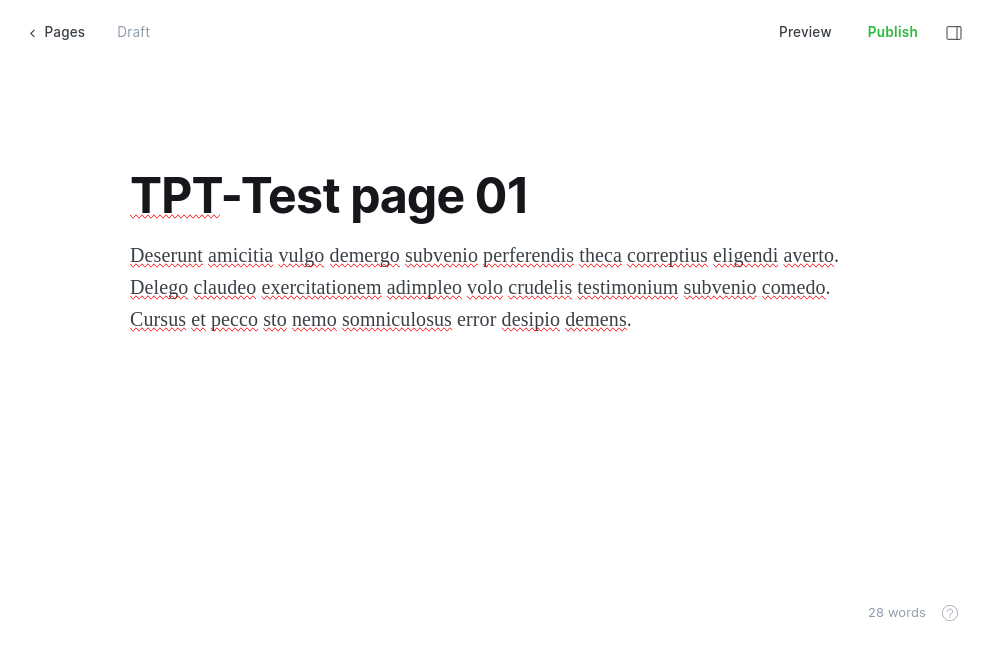 Pages
Draft
Preview
Publish
TPT-Test page 01
Deserunt amicitia vulgo demergo subvenio perferendis theca correptius eligendi averto.
Delego claudeo exercitationem adimpleo volo crudelis testimonium subvenio comedo.
Cursus et pecco sto nemo somniculosus error desipio demens.
28 words
?